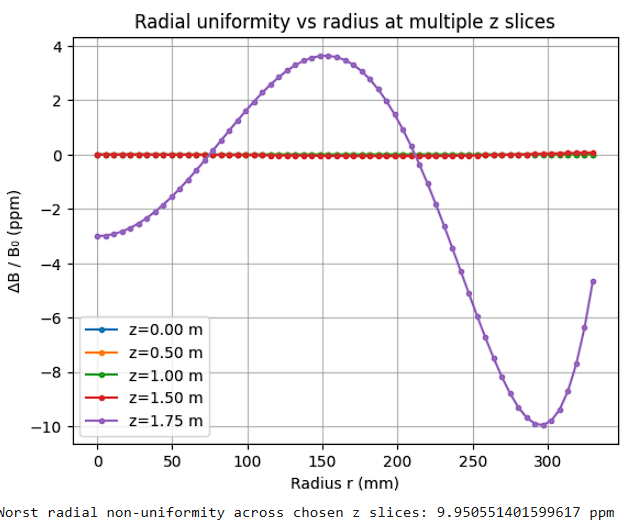 Radial uniformity vs radius at multiple z slices
4
2
0
−2
−4
−6
−8
−10
ΔB / B₀ (ppm)
z=0.00 m
z=0.50 m
z=1.00 m
z=1.50 m
z=1.75 m
0 50 100 150 200 250 300
Radius r (mm)
Worst radial non-uniformity across chosen z slices: 9.950551401599617 ppm